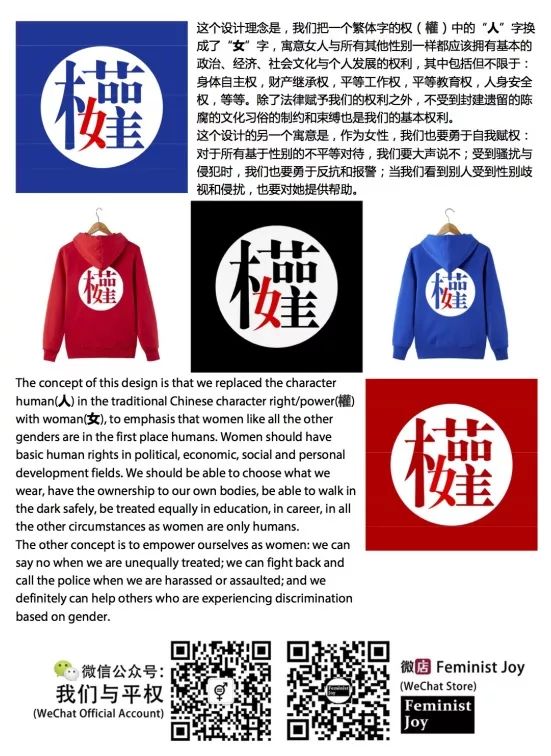 这个设计理念是，我们把一个繁体字的权（權）中的“人”字换
成了“女”字，寓意女人与所有其他性别一样都应该拥有基本的
政治、经济、社会文化与个人发展的权利，其中包括但不限于：
身体自主权，财产继承权，平等工作权，平等教育权，人身安全
权，等等。除了法律赋予我们的权利之外，不受到封建遗留的陈
腐的文化习俗的制约和束缚也是我们的基本权利。
这个设计的另一个寓意是，作为女性，我们也要勇于自我赋权：
对于所有基于性别的不平等对待，我们要大声说不；受到骚扰与
侵犯时，我们也要勇于反抗和报警；当我们看到别人受到性别歧
视和侵扰，也要对她提供帮助。
The concept of this design is that we replaced the character
human(人) in the traditional Chinese character right/power(權)
with woman(女), to emphasis that women like all the other
genders are in the first place humans. Women should have
basic human rights in political, economic, social and personal
development fields. We should be able to choose what we
wear, have the ownership to our own bodies, be able to walk in
the dark safely, be treated equally in education, in career, in all
the other circumstances as women are only humans.
The other concept is to empower ourselves as women: we can
say no when we are unequally treated; we can fight back and
call the police when we are harassed or assaulted; and we
definitely can help others who are experiencing discrimination
based on gender.
微信公众号：
我们与平权
(WeChat Official Account)
Feminist
Joy
微店 Feminist Joy
(WeChat Store)
Feminist
Joy